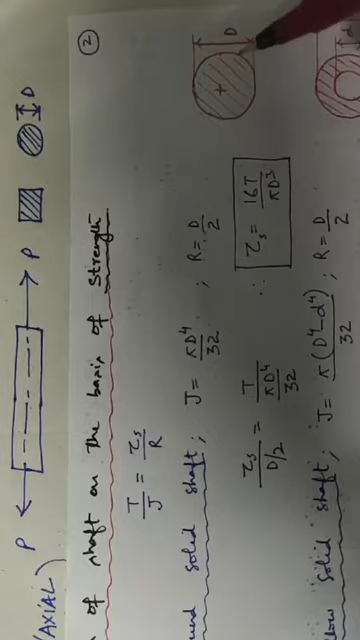 (AXIAL)
P P D
②
of shaft on the basis of Strength
T/J = τs/R
solid shaft; J = πD⁴/32 ; R = D/2
D
τs/(D/2) = T/(πD⁴/32) ∴ τs = 16T/πD³
solid shaft; J = π(D⁴-d⁴)/32 ; R = D/2
d